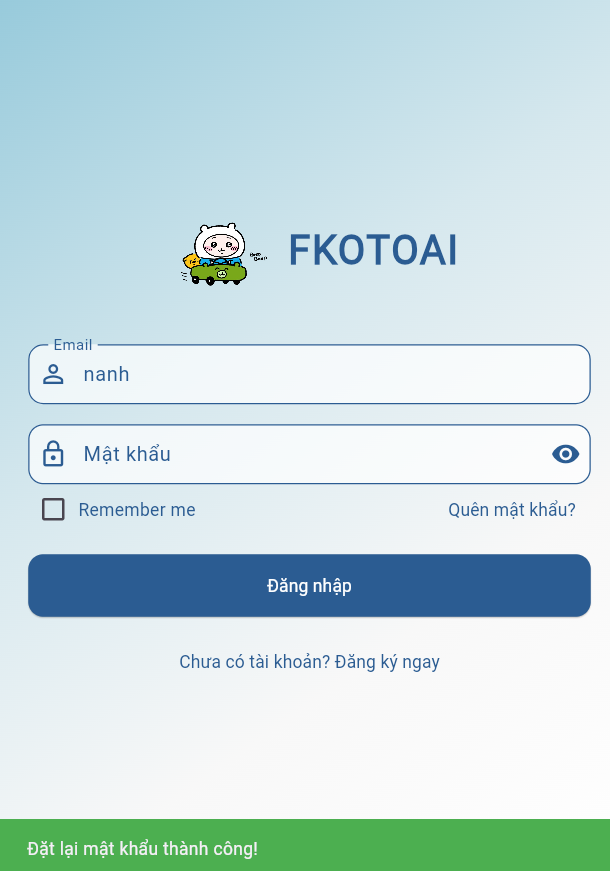 FKOTOAI
Email
nanh
Mật khẩu
Remember me
Quên mật khẩu?
Đăng nhập
Chưa có tài khoản? Đăng ký ngay
Đặt lại mật khẩu thành công!